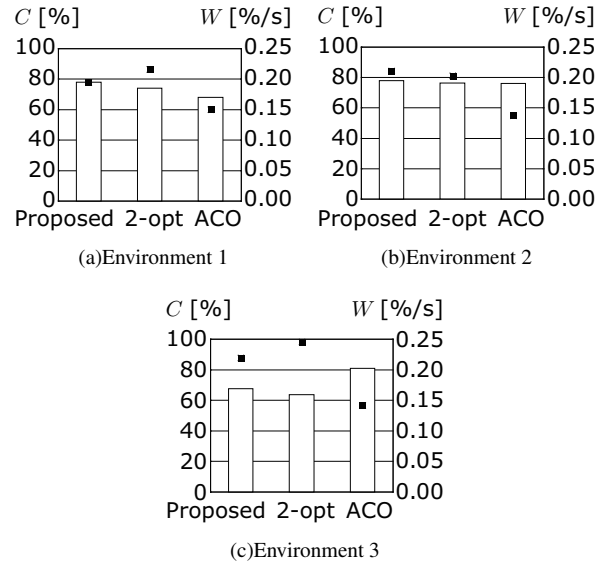 C [%] W [%/s]
100 0.25
80 0.20
60 0.15
40 0.10
20 0.05
0 0.00
Proposed 2-opt ACO
(a)Environment 1
C [%] W [%/s]
100 0.25
80 0.20
60 0.15
40 0.10
20 0.05
0 0.00
Proposed 2-opt ACO
(b)Environment 2
C [%] W [%/s]
100 0.25
80 0.20
60 0.15
40 0.10
20 0.05
0 0.00
Proposed 2-opt ACO
(c)Environment 3